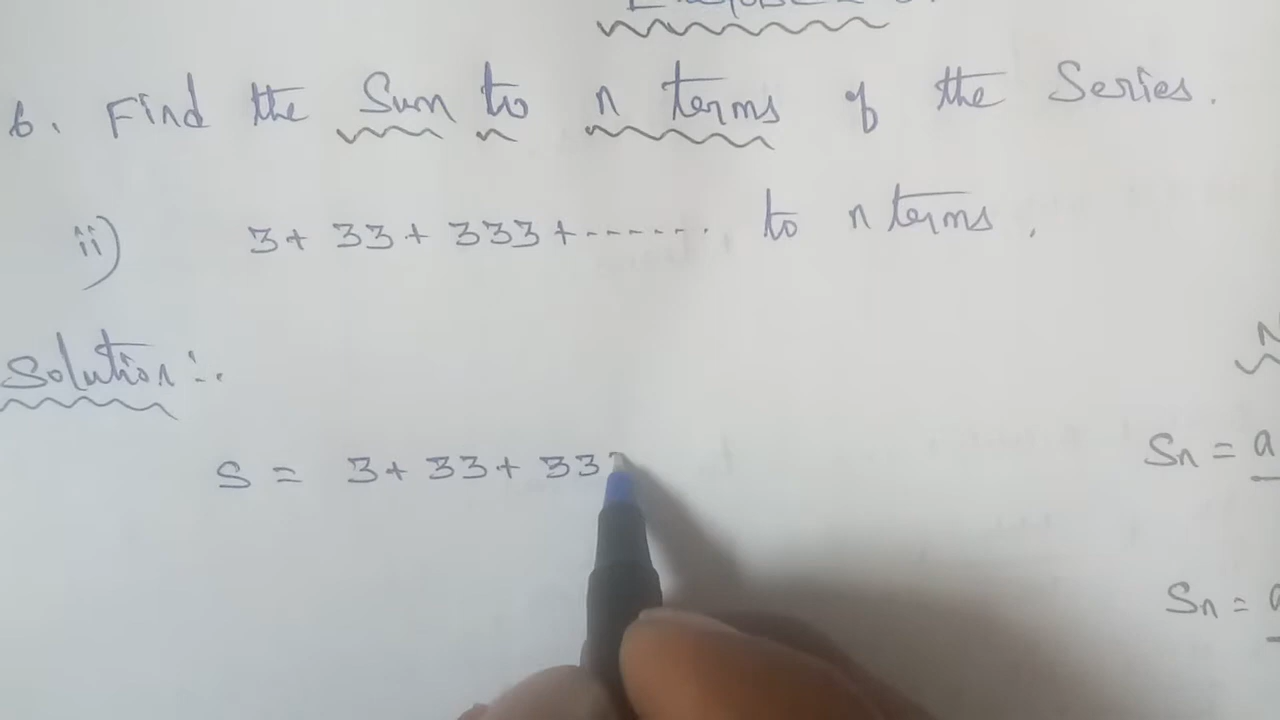 6. Find the Sum to n terms of the Series.
ii) 3 + 33 + 333 + ------. to n terms.
Solution:.
S = 3 + 33 + 33
Sn = a
Sn =